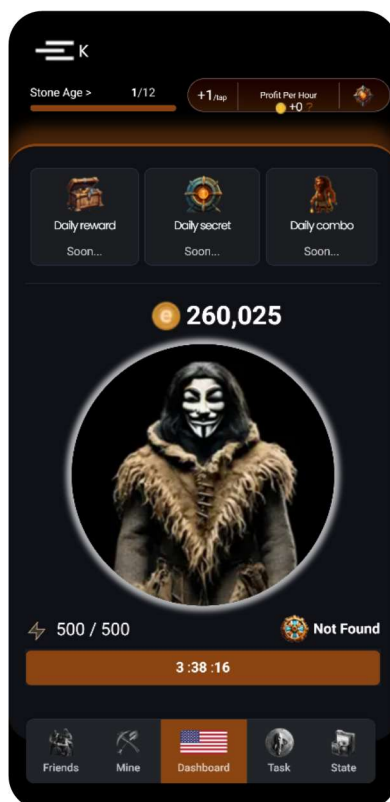 K
Stone Age > 1/12
+1/tap
Profit Per Hour
+0 ?
Daily reward
Daily secret
Daily combo
Soon...
Soon...
Soon...
e 260,025
500 / 500
Not Found
3 :38 :16
Friends
Mine
Dashboard
Task
State